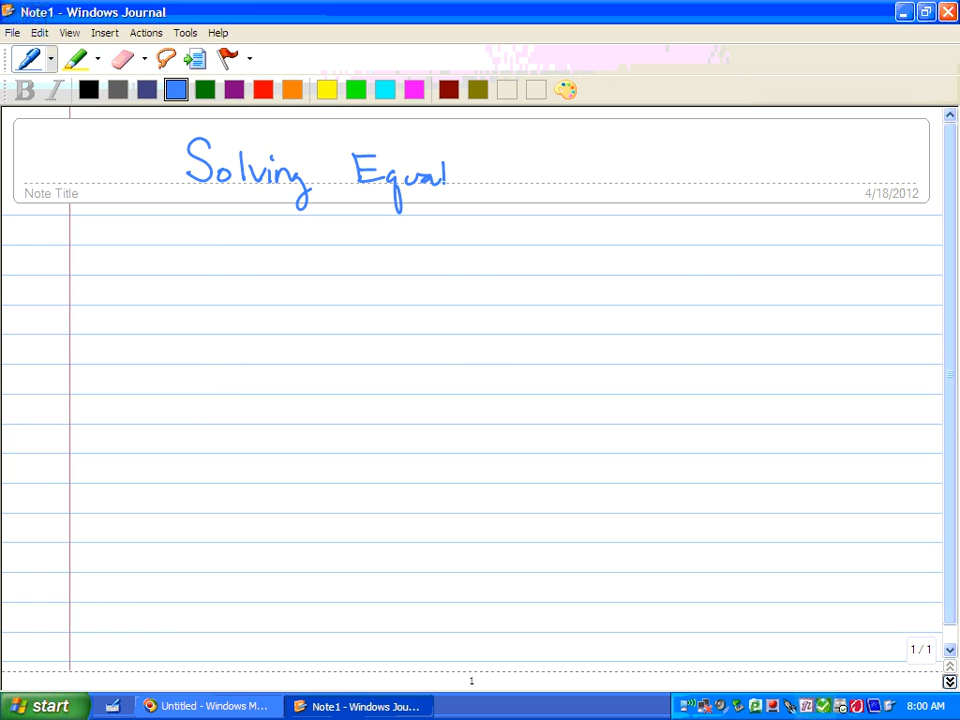 Note1 - Windows Journal
File Edit View Insert Actions Tools Help
B I
Solving Equat
Note Title
4/18/2012
1 / 1
1
start
Untitled - Windows M...
Note1 - Windows Jou...
8:00 AM